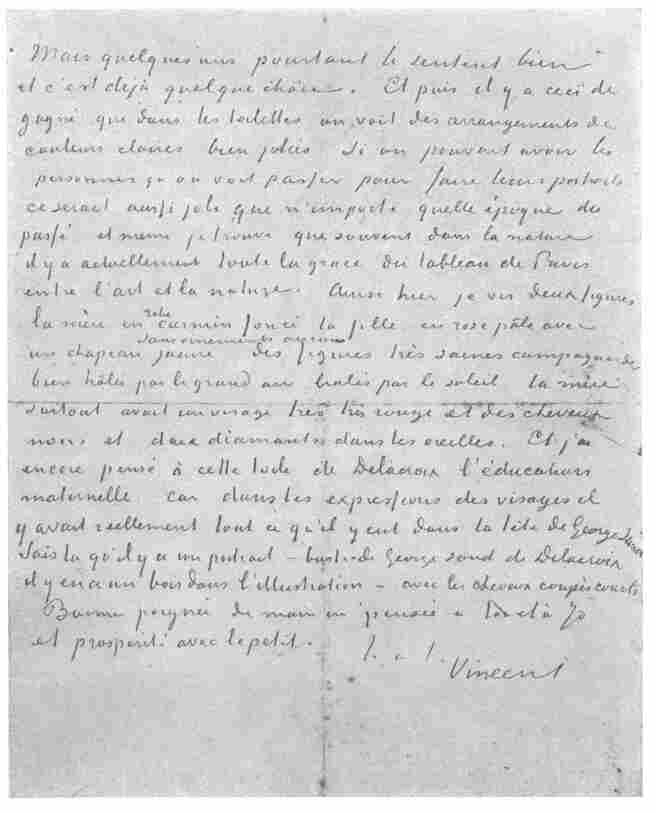 Mais quelques uns pourtant le sentent bien
et c'est déjà quelque chôse. Et puis il y a ceci de
gagné que dans les toilettes on voit des arrangements de
couleurs claires bien jolies si on pouvait avoir les
personnes qu on voit passer pour faire leurs portraits
ce serait aussi joli que n'importe quelle époque du
passé et meme je trouve que souvent dans la nature
il y a actuellement toute la grace du tableau de Puvis
entre l'art et la nature. Ainsi hier je vis deux figures
la mère en robe carmin foncé la fille en rose pâle avec
un chapeau jaune sans ornements aucuns des figures très saines campagnardes
bien hâlées par le grand air halés par le soleil la mère
surtout avait un visage très très rouge et des cheveux
noirs et deux diamants dans les oreilles. Et j'ai
encore pensé à cette toile de Delacroix l'éducation
maternelle car dans les expressions des visages il
y avait reellement tout ce qu'il y eut dans la tête de George Sand
Sais tu qu'il y a un portrait – buste de George Sand de Delacroix
il y en a un bois dans l'illustration – avec les cheveux coupés courts
Bonne poignée de main en pensée à toi et à Jo
et prospérité avec le petit. t. à t.
Vincent